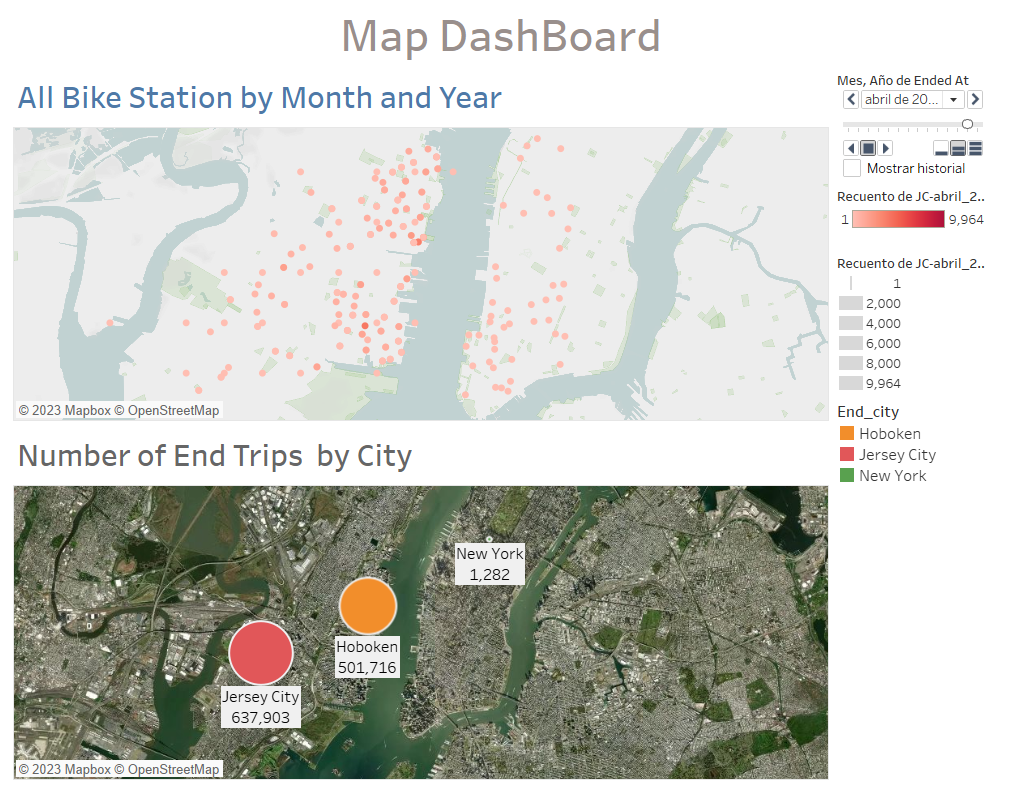 Map DashBoard
All Bike Station by Month and Year
© 2023 Mapbox © OpenStreetMap
Number of End Trips by City
New York
1,282
Hoboken
501,716
Jersey City
637,903
© 2023 Mapbox © OpenStreetMap
Mes, Año de Ended At
abril de 20...
Mostrar historial
Recuento de JC-abril_2..
1 9,964
Recuento de JC-abril_2..
1
2,000
4,000
6,000
8,000
9,964
End_city
Hoboken
Jersey City
New York